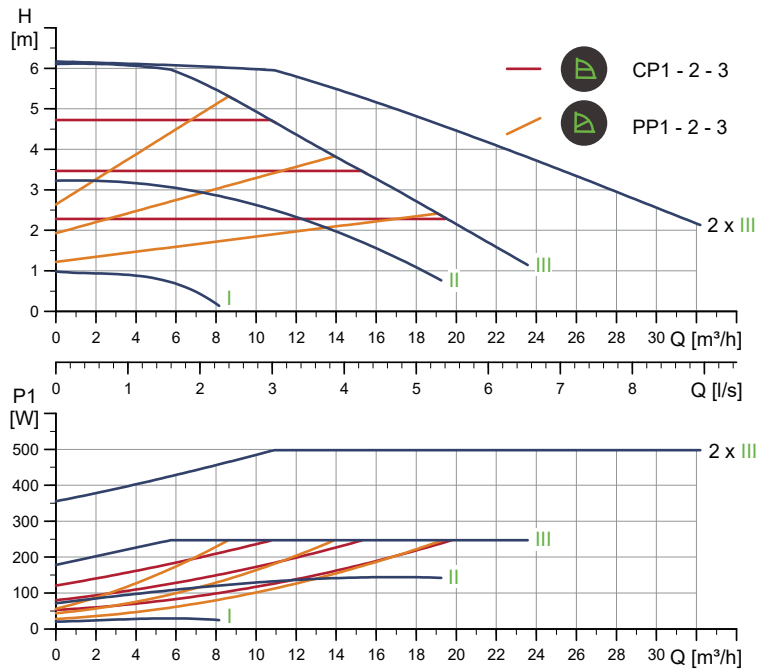 H
[m]
6
5
4
3
2
1
0
CP1 - 2 - 3
PP1 - 2 - 3
2 x III
III
II
I
0 2 4 6 8 10 12 14 16 18 20 22 24 26 28 30 Q [m³/h]
0 1 2 3 4 5 6 7 8 Q [l/s]
P1
[W]
500
400
300
200
100
0
2 x III
III
II
I
0 2 4 6 8 10 12 14 16 18 20 22 24 26 28 30 Q [m³/h]